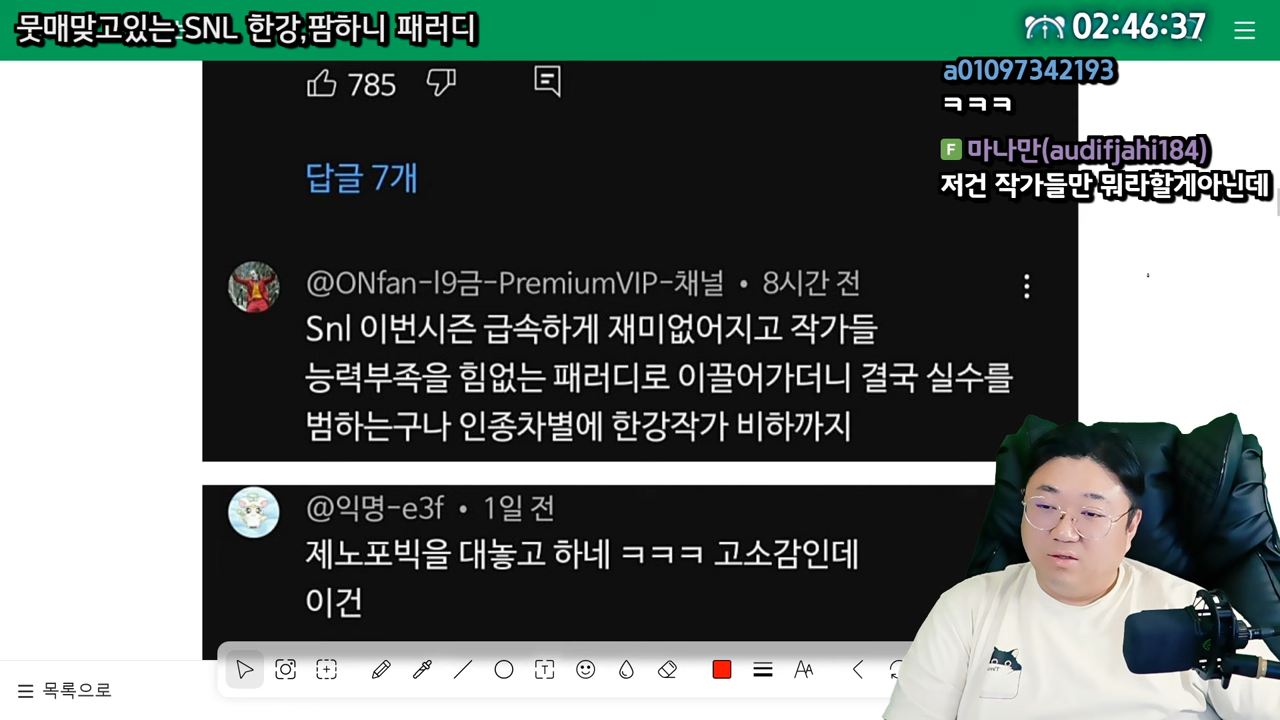 뭇매맞고있는 SNL 한강,팜하니 패러디
02:46:37
785
a01097342193
ㅋㅋㅋ
F 마나만(audifjahi184)
저건 작가들만 뭐라할게아닌데
답글 7개
@ONfan-l9금-PremiumVIP-채널 • 8시간 전
Snl 이번시즌 급속하게 재미없어지고 작가들
능력부족을 힘없는 패러디로 이끌어가더니 결국 실수를
범하는구나 인종차별에 한강작가 비하까지
@익명-e3f • 1일 전
제노포빅을 대놓고 하네 ㅋㅋㅋ 고소감인데
이건
목록으로